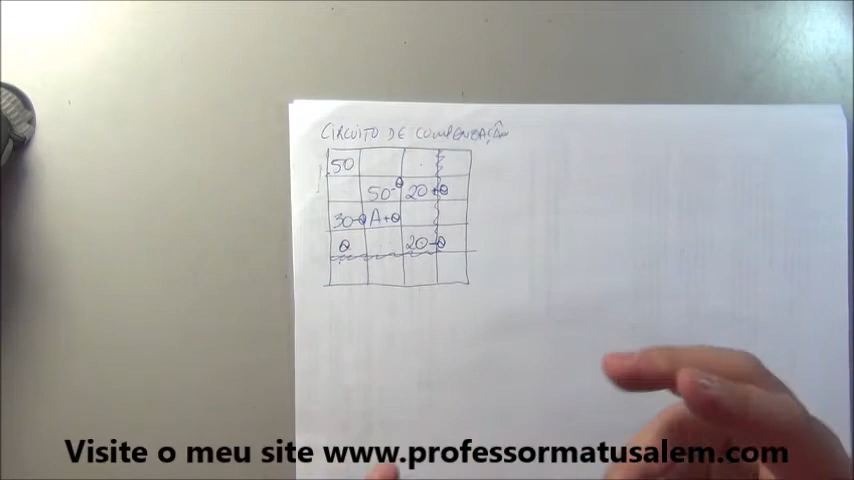 CIRCUITO DE COMPENSAÇÃO
50
50-θ 20+θ
30-θ A+θ
θ 20-θ
Visite o meu site www.professormatusalem.com